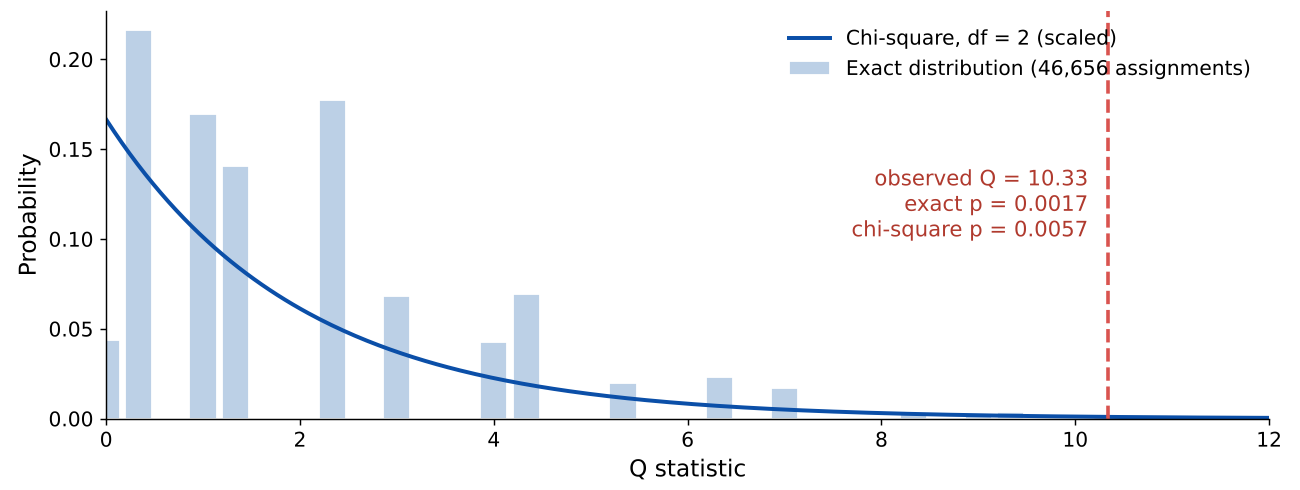 Chi-square, df = 2 (scaled)
Exact distribution (46,656 assignments)
observed Q = 10.33
exact p = 0.0017
chi-square p = 0.0057
Probability
0.20
0.15
0.10
0.05
0.00
0 2 4 6 8 10 12
Q statistic